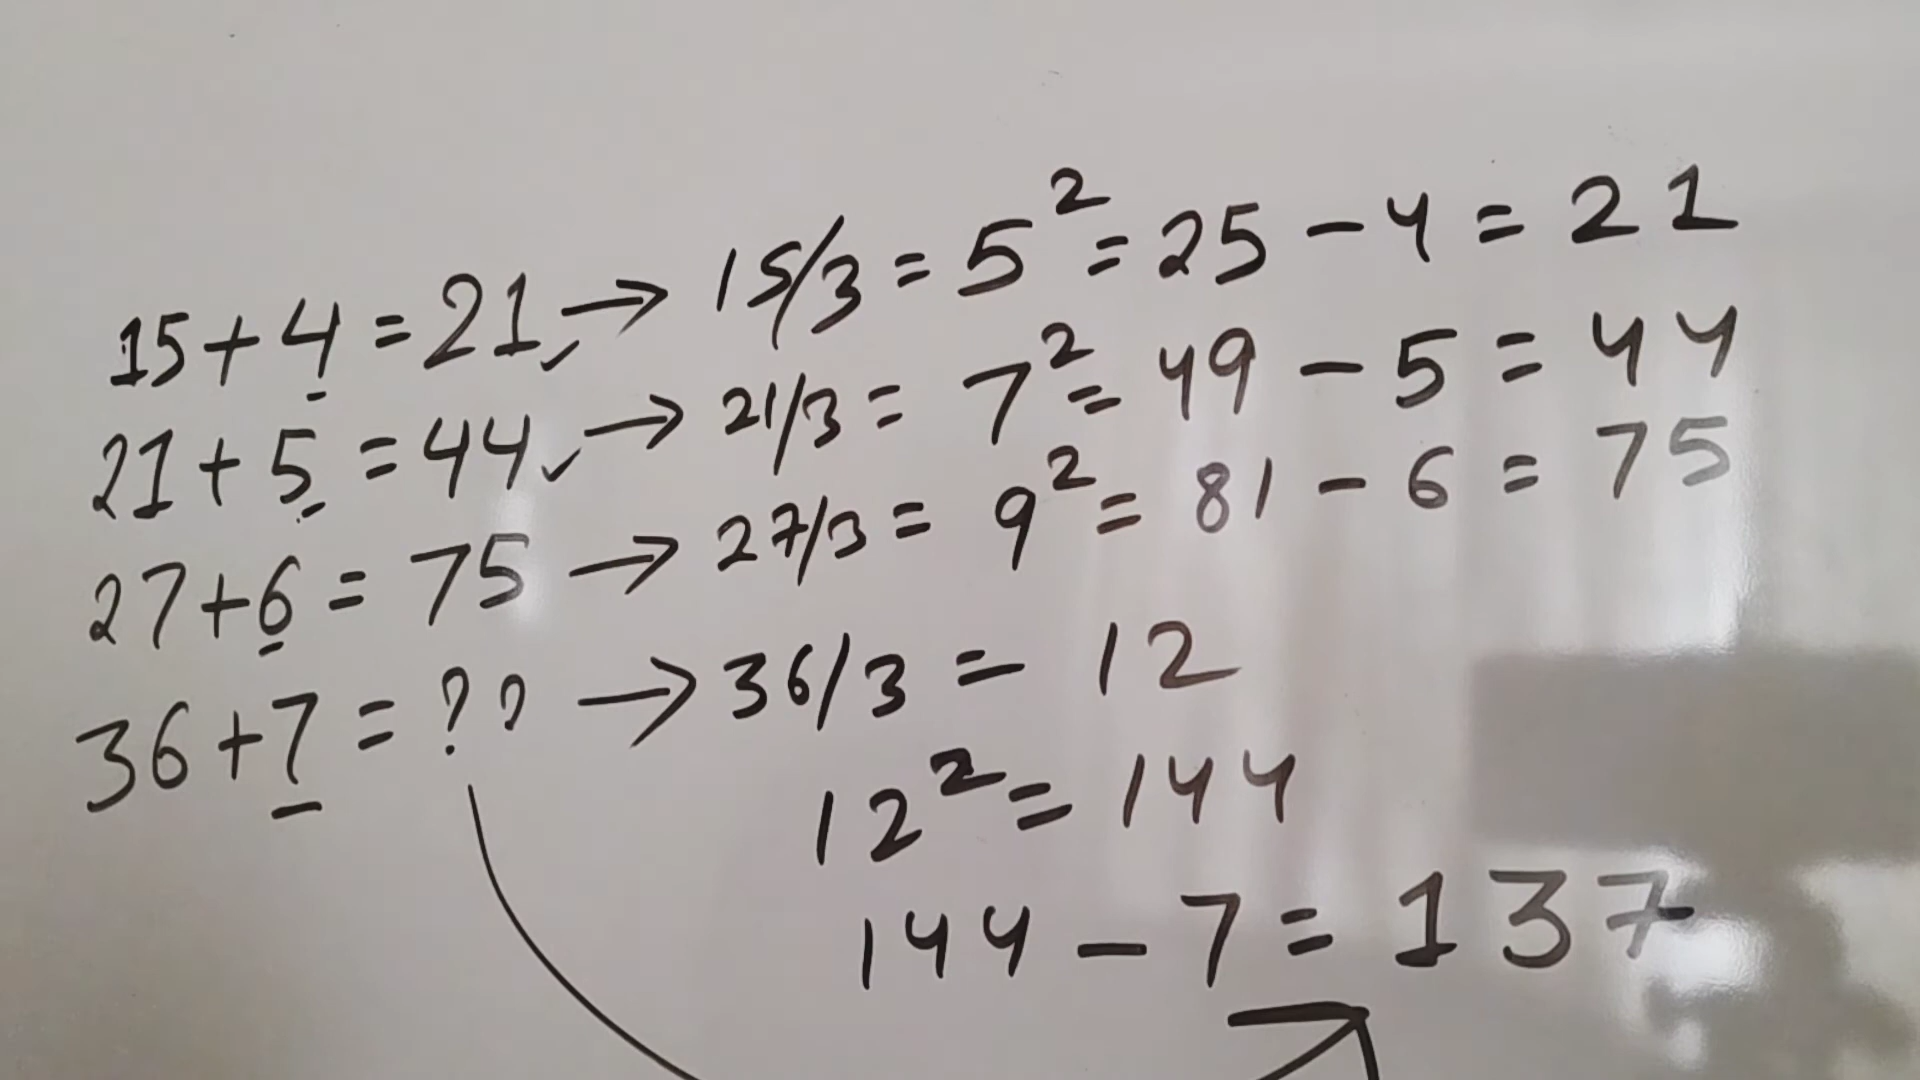 15+4=21✓→ 15/3 = 5²= 25 - 4 = 21
21+5=44✓→ 21/3 = 7²= 49 - 5 = 44
27+6=75 → 27/3 = 9²= 81 - 6 = 75
36+7=?? → 36/3 = 12
12²= 144
144 - 7 = 137